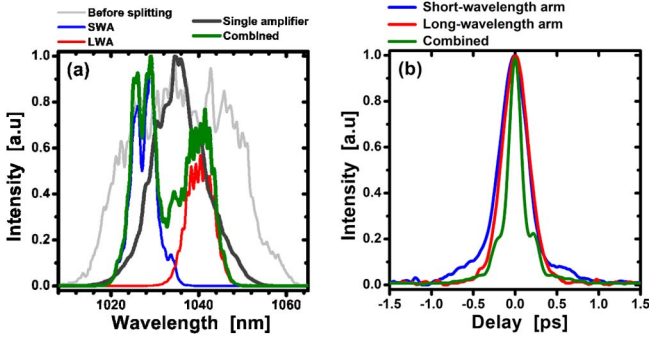 Before splitting
SWA
LWA
Single amplifier
Combined
Short-wavelength arm
Long-wavelength arm
Combined
(a)
1.0
0.8
0.6
0.4
0.2
0.0
Intensity [a.u]
1020
1040
1060
Wavelength [nm]
(b)
1.0
0.8
0.6
0.4
0.2
0.0
Intensity [a.u]
-1.5
-1.0
-0.5
0.0
0.5
1.0
1.5
Delay [ps]